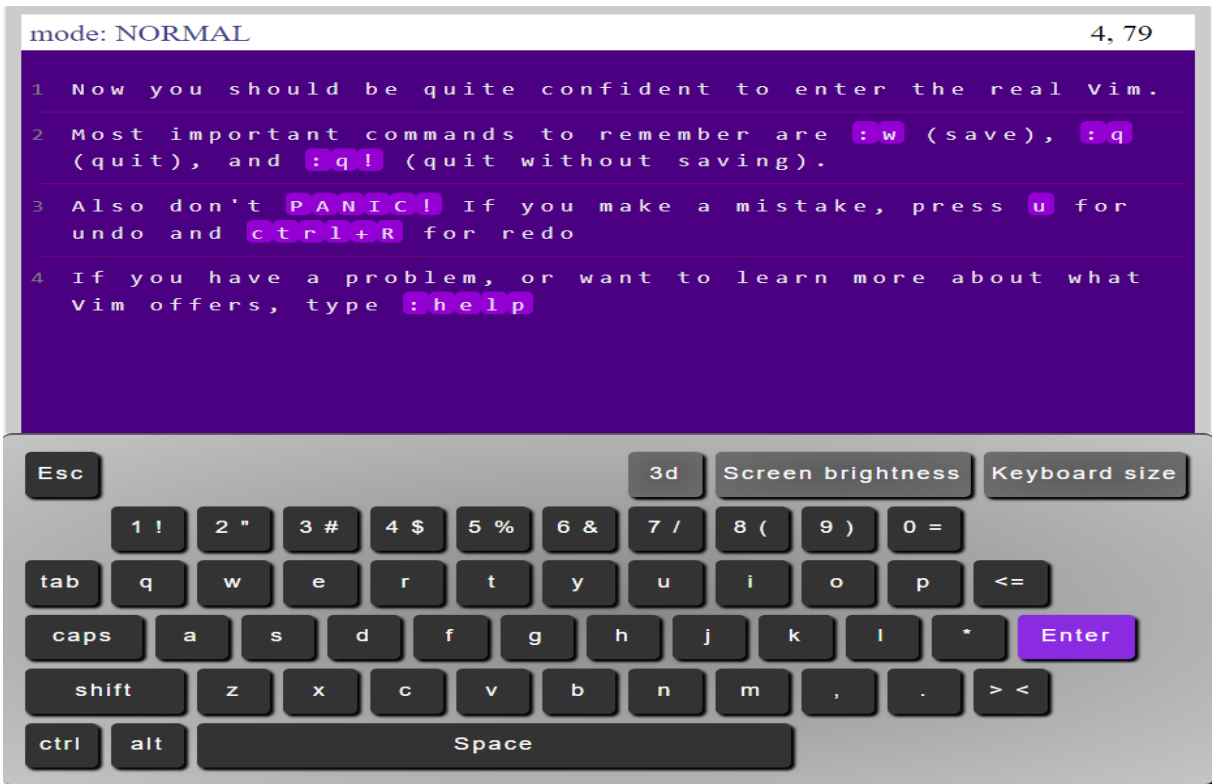 mode: NORMAL 4, 79
1 Now you should be quite confident to enter the real Vim.
2 Most important commands to remember are :w (save), :q
(quit), and :q! (quit without saving).
3 Also don't PANIC! If you make a mistake, press u for
undo and ctrl+R for redo
4 If you have a problem, or want to learn more about what
Vim offers, type :help
Esc 3d Screen brightness Keyboard size
1 ! 2 " 3 # 4 $ 5 % 6 & 7 / 8 ( 9 ) 0 =
tab q w e r t y u i o p <=
caps a s d f g h j k l * Enter
shift z x c v b n m , . > <
ctrl alt Space